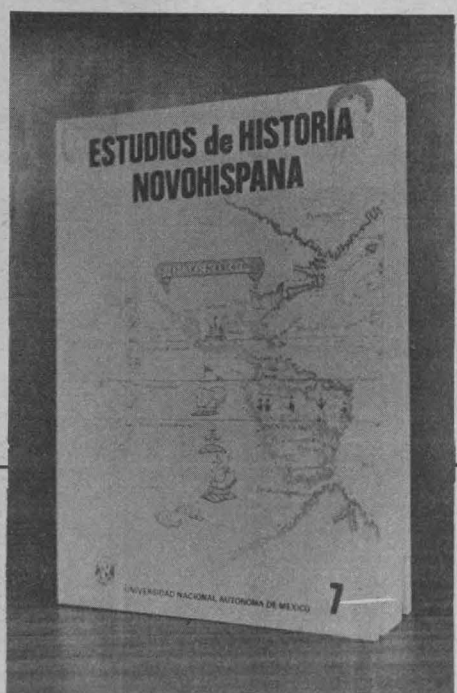 ESTUDIOS de HISTORIA
NOVOHISPANA
UNIVERSIDAD NACIONAL AUTONOMA DE MEXICO 7